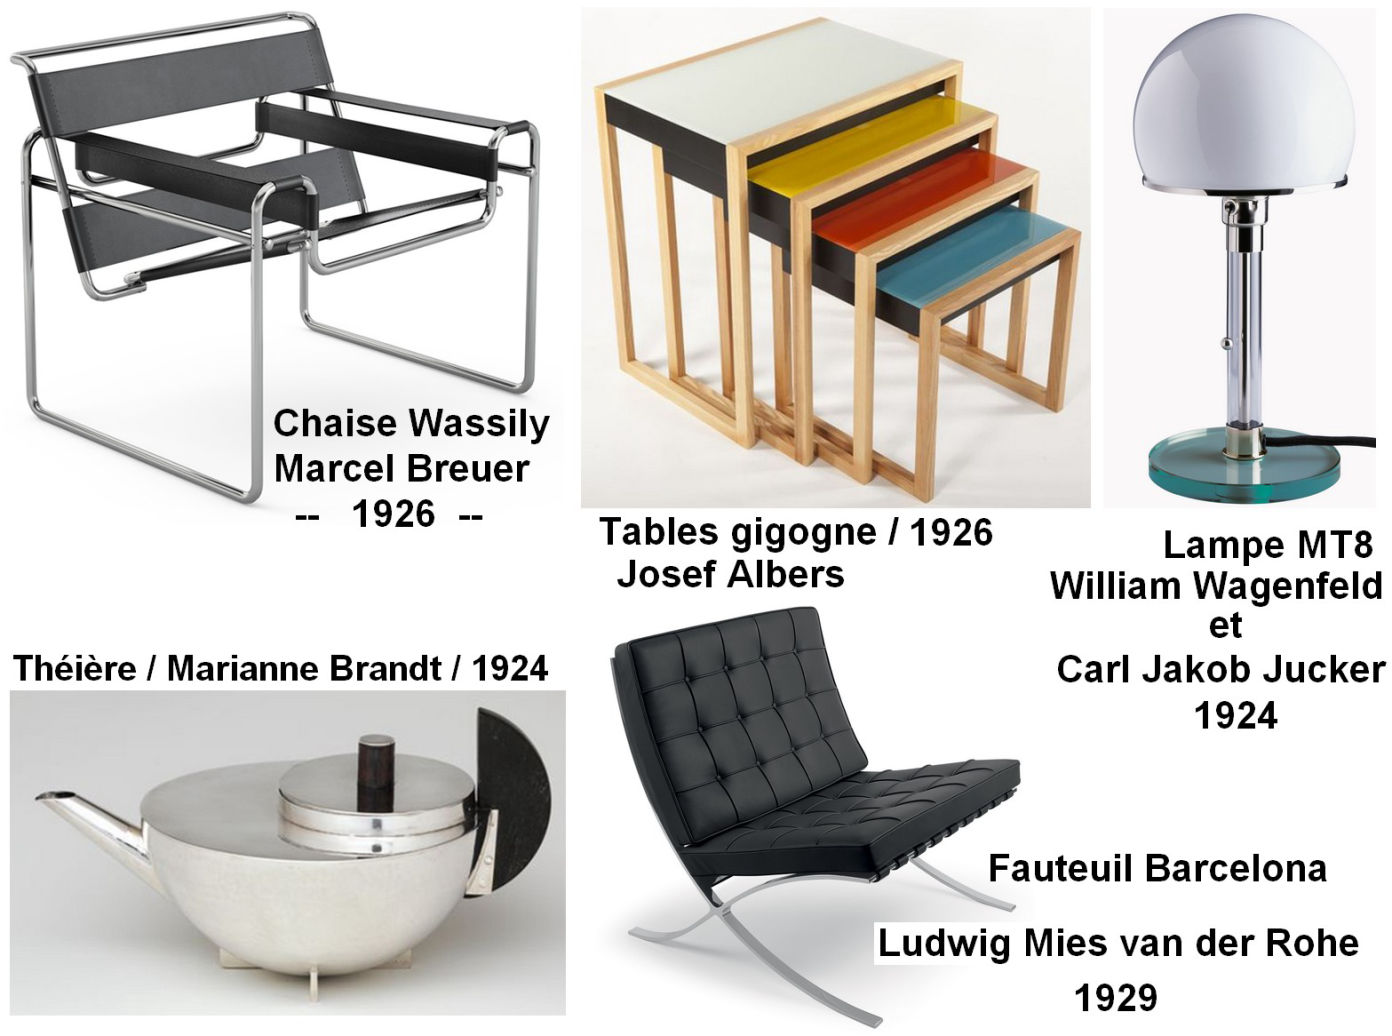 Chaise Wassily
Marcel Breuer
-- 1926 --
Tables gigogne / 1926
Josef Albers
Lampe MT8
William Wagenfeld
et
Carl Jakob Jucker
1924
Théière / Marianne Brandt / 1924
Fauteuil Barcelona
Ludwig Mies van der Rohe
1929